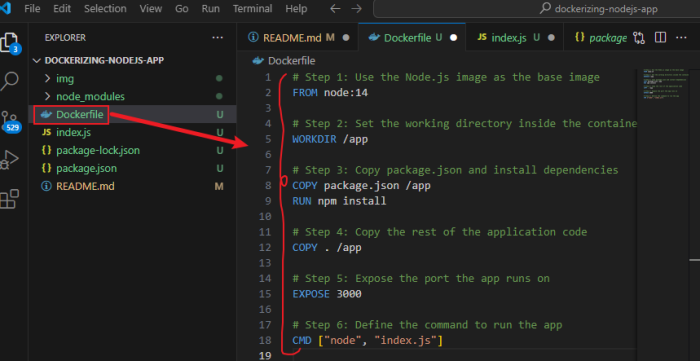 File Edit Selection View Go Run
dockerizing-nodejs-app
EXPLORER
DOCKERIZING-NODEJS-APP
img
node_modules
Dockerfile U
JS index.js U
{} package-lock.json U
{} package.json U
README.md M
3
529
README.md M
Dockerfile U
JS index.js U
{} package
Dockerfile
1 # Step 1: Use the Node.js image as the base image
2 FROM node:14
3
4 # Step 2: Set the working directory inside the containe
5 WORKDIR /app
6
7 # Step 3: Copy package.json and install dependencies
8 COPY package.json /app
9 RUN npm install
10
11 # Step 4: Copy the rest of the application code
12 COPY . /app
13
14 # Step 5: Expose the port the app runs on
15 EXPOSE 3000
16
17 # Step 6: Define the command to run the app
18 CMD ["node", "index.js"]
19